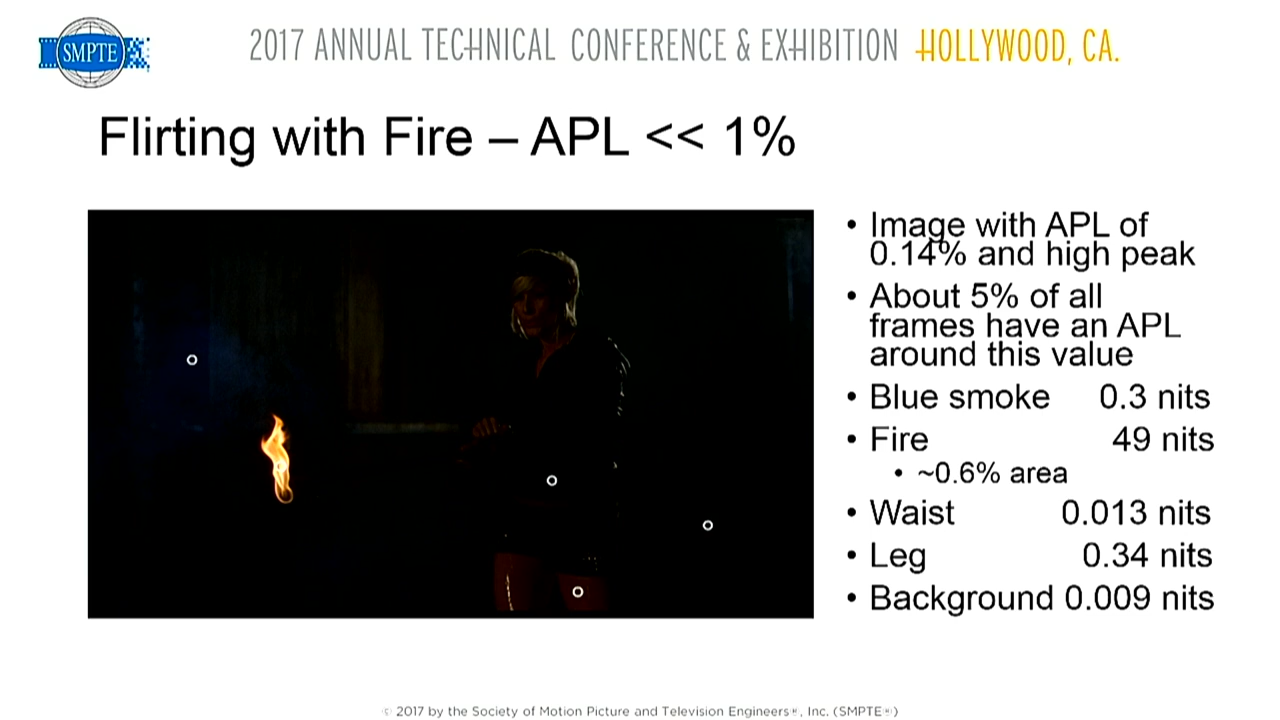 SMPTE
2017 ANNUAL TECHNICAL CONFERENCE & EXHIBITION HOLLYWOOD, CA.
Flirting with Fire – APL << 1%
• Image with APL of
0.14% and high peak
• About 5% of all
frames have an APL
around this value
• Blue smoke 0.3 nits
• Fire 49 nits
• ~0.6% area
• Waist 0.013 nits
• Leg 0.34 nits
• Background 0.009 nits
© 2017 by the Society of Motion Picture and Television Engineers®, Inc. (SMPTE®)